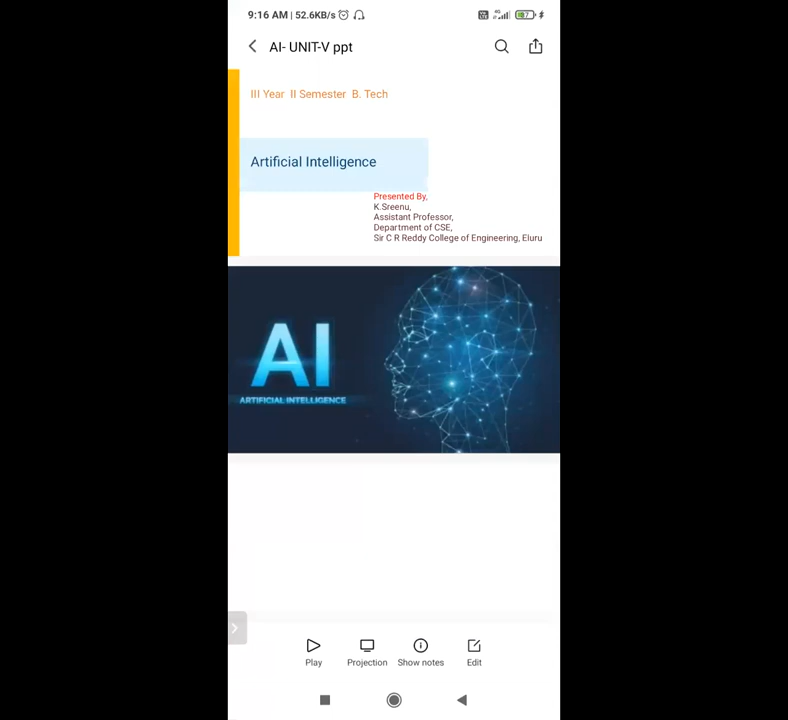 9:16 AM | 52.6KB/s
AI- UNIT-V ppt
III Year II Semester B. Tech
Artificial Intelligence
Presented By,
K.Sreenu,
Assistant Professor,
Department of CSE,
Sir C R Reddy College of Engineering, Eluru
AI
ARTIFICIAL INTELLIGENCE
Play Projection Show notes Edit